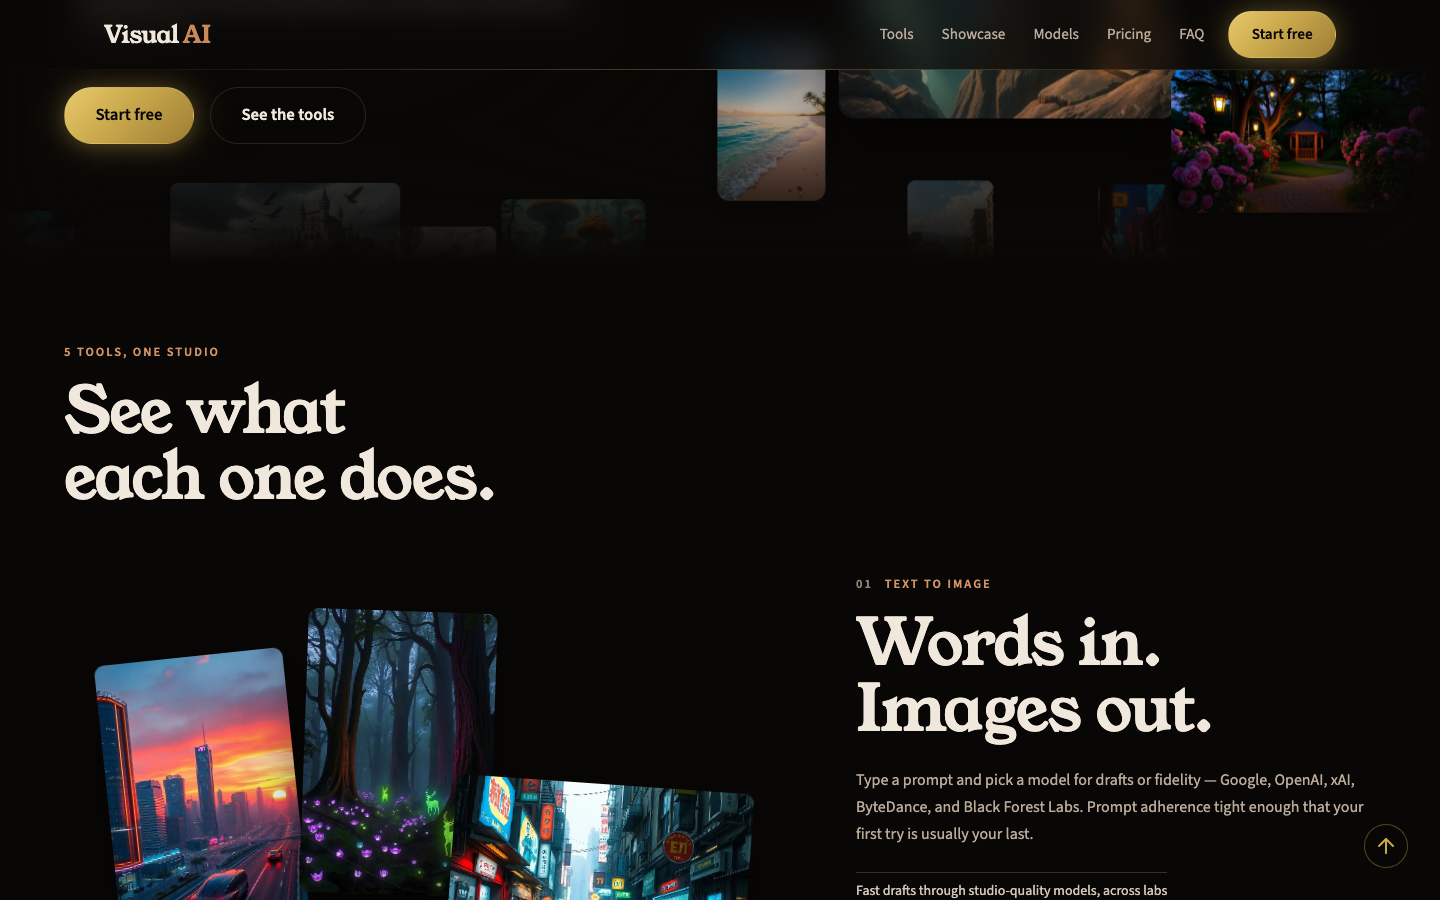 Visual AI
Tools
Showcase
Models
Pricing
FAQ
Start free
Start free
See the tools
5 TOOLS, ONE STUDIO
See what
each one does.
01 TEXT TO IMAGE
Words in.
Images out.
Type a prompt and pick a model for drafts or fidelity — Google, OpenAI, xAI,
ByteDance, and Black Forest Labs. Prompt adherence tight enough that your
first try is usually your last.
Fast drafts through studio-quality models, across labs